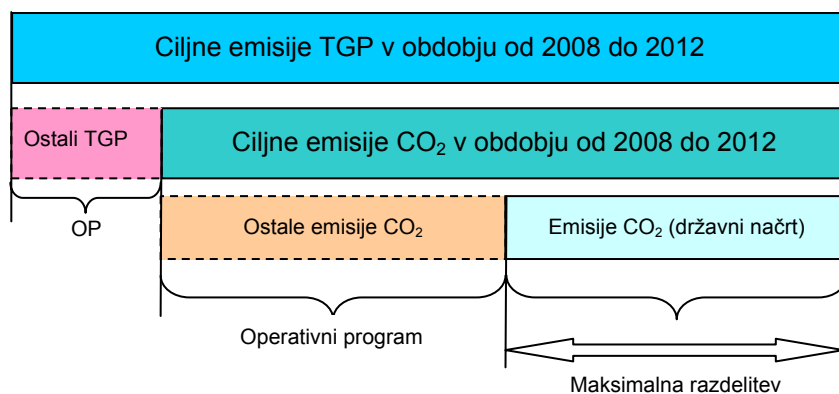 Ciljne emisije TGP v obdobju od 2008 do 2012
Ostali TGP
Ciljne emisije CO₂ v obdobju od 2008 do 2012
OP
Ostale emisije CO₂
Emisije CO₂ (državni načrt)
Operativni program
Maksimalna razdelitev